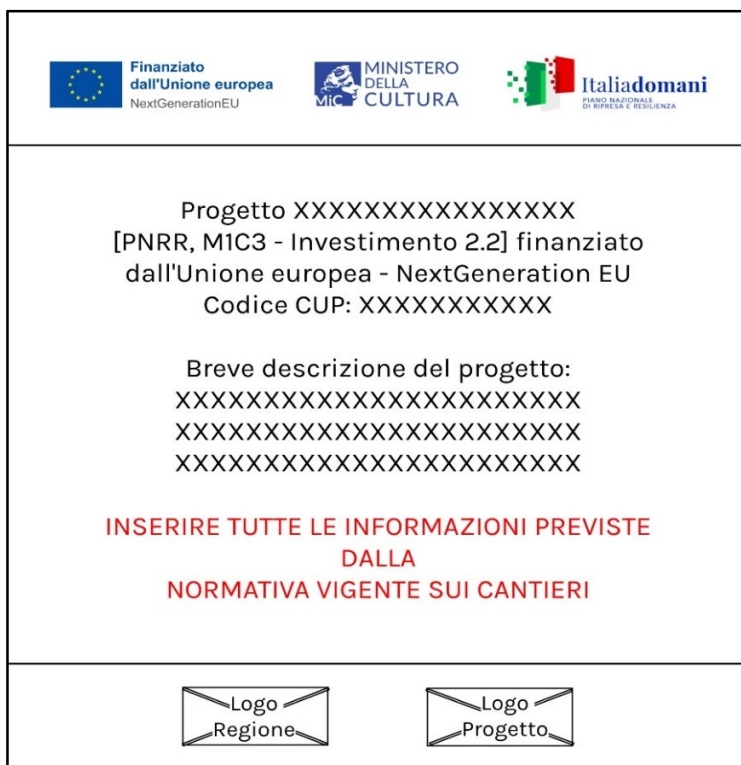 Finanziato
dall'Unione europea
NextGenerationEU
MiC
MINISTERO
DELLA
CULTURA
Italiadomani
PIANO NAZIONALE
DI RIPRESA E RESILIENZA
Progetto XXXXXXXXXXXXXXXX
[PNRR, M1C3 - Investimento 2.2] finanziato
dall'Unione europea - NextGeneration EU
Codice CUP: XXXXXXXXXXX
Breve descrizione del progetto:
XXXXXXXXXXXXXXXXXXXXXXX
XXXXXXXXXXXXXXXXXXXXXXX
XXXXXXXXXXXXXXXXXXXXXXX
INSERIRE TUTTE LE INFORMAZIONI PREVISTE
DALLA
NORMATIVA VIGENTE SUI CANTIERI
Logo
Regione
Logo
Progetto